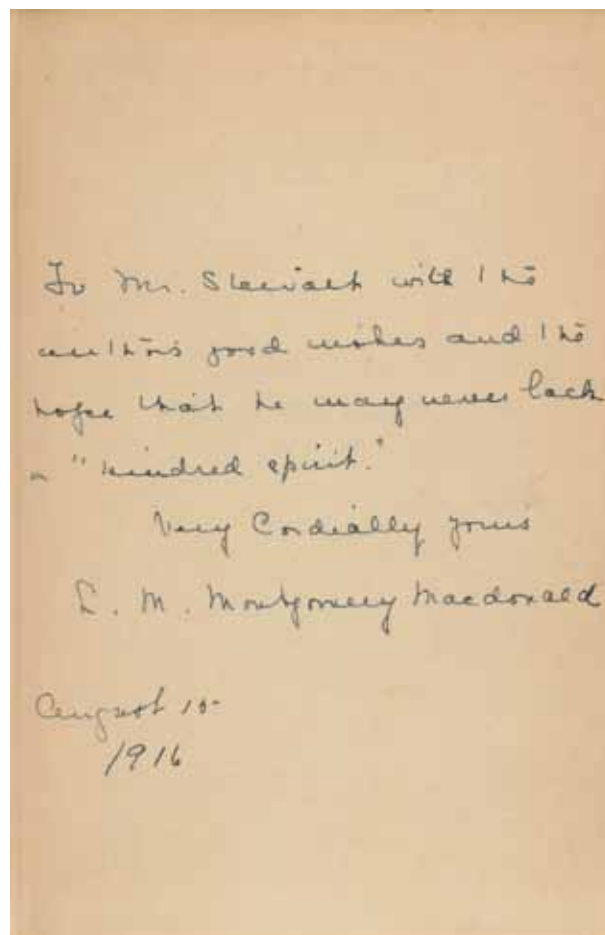 To Mr. Stewart with the
author's good wishes and the
hope that he may never lack
a "kindred spirit."
Very Cordially yours
L. M. Montgomery Macdonald
August 15
1916